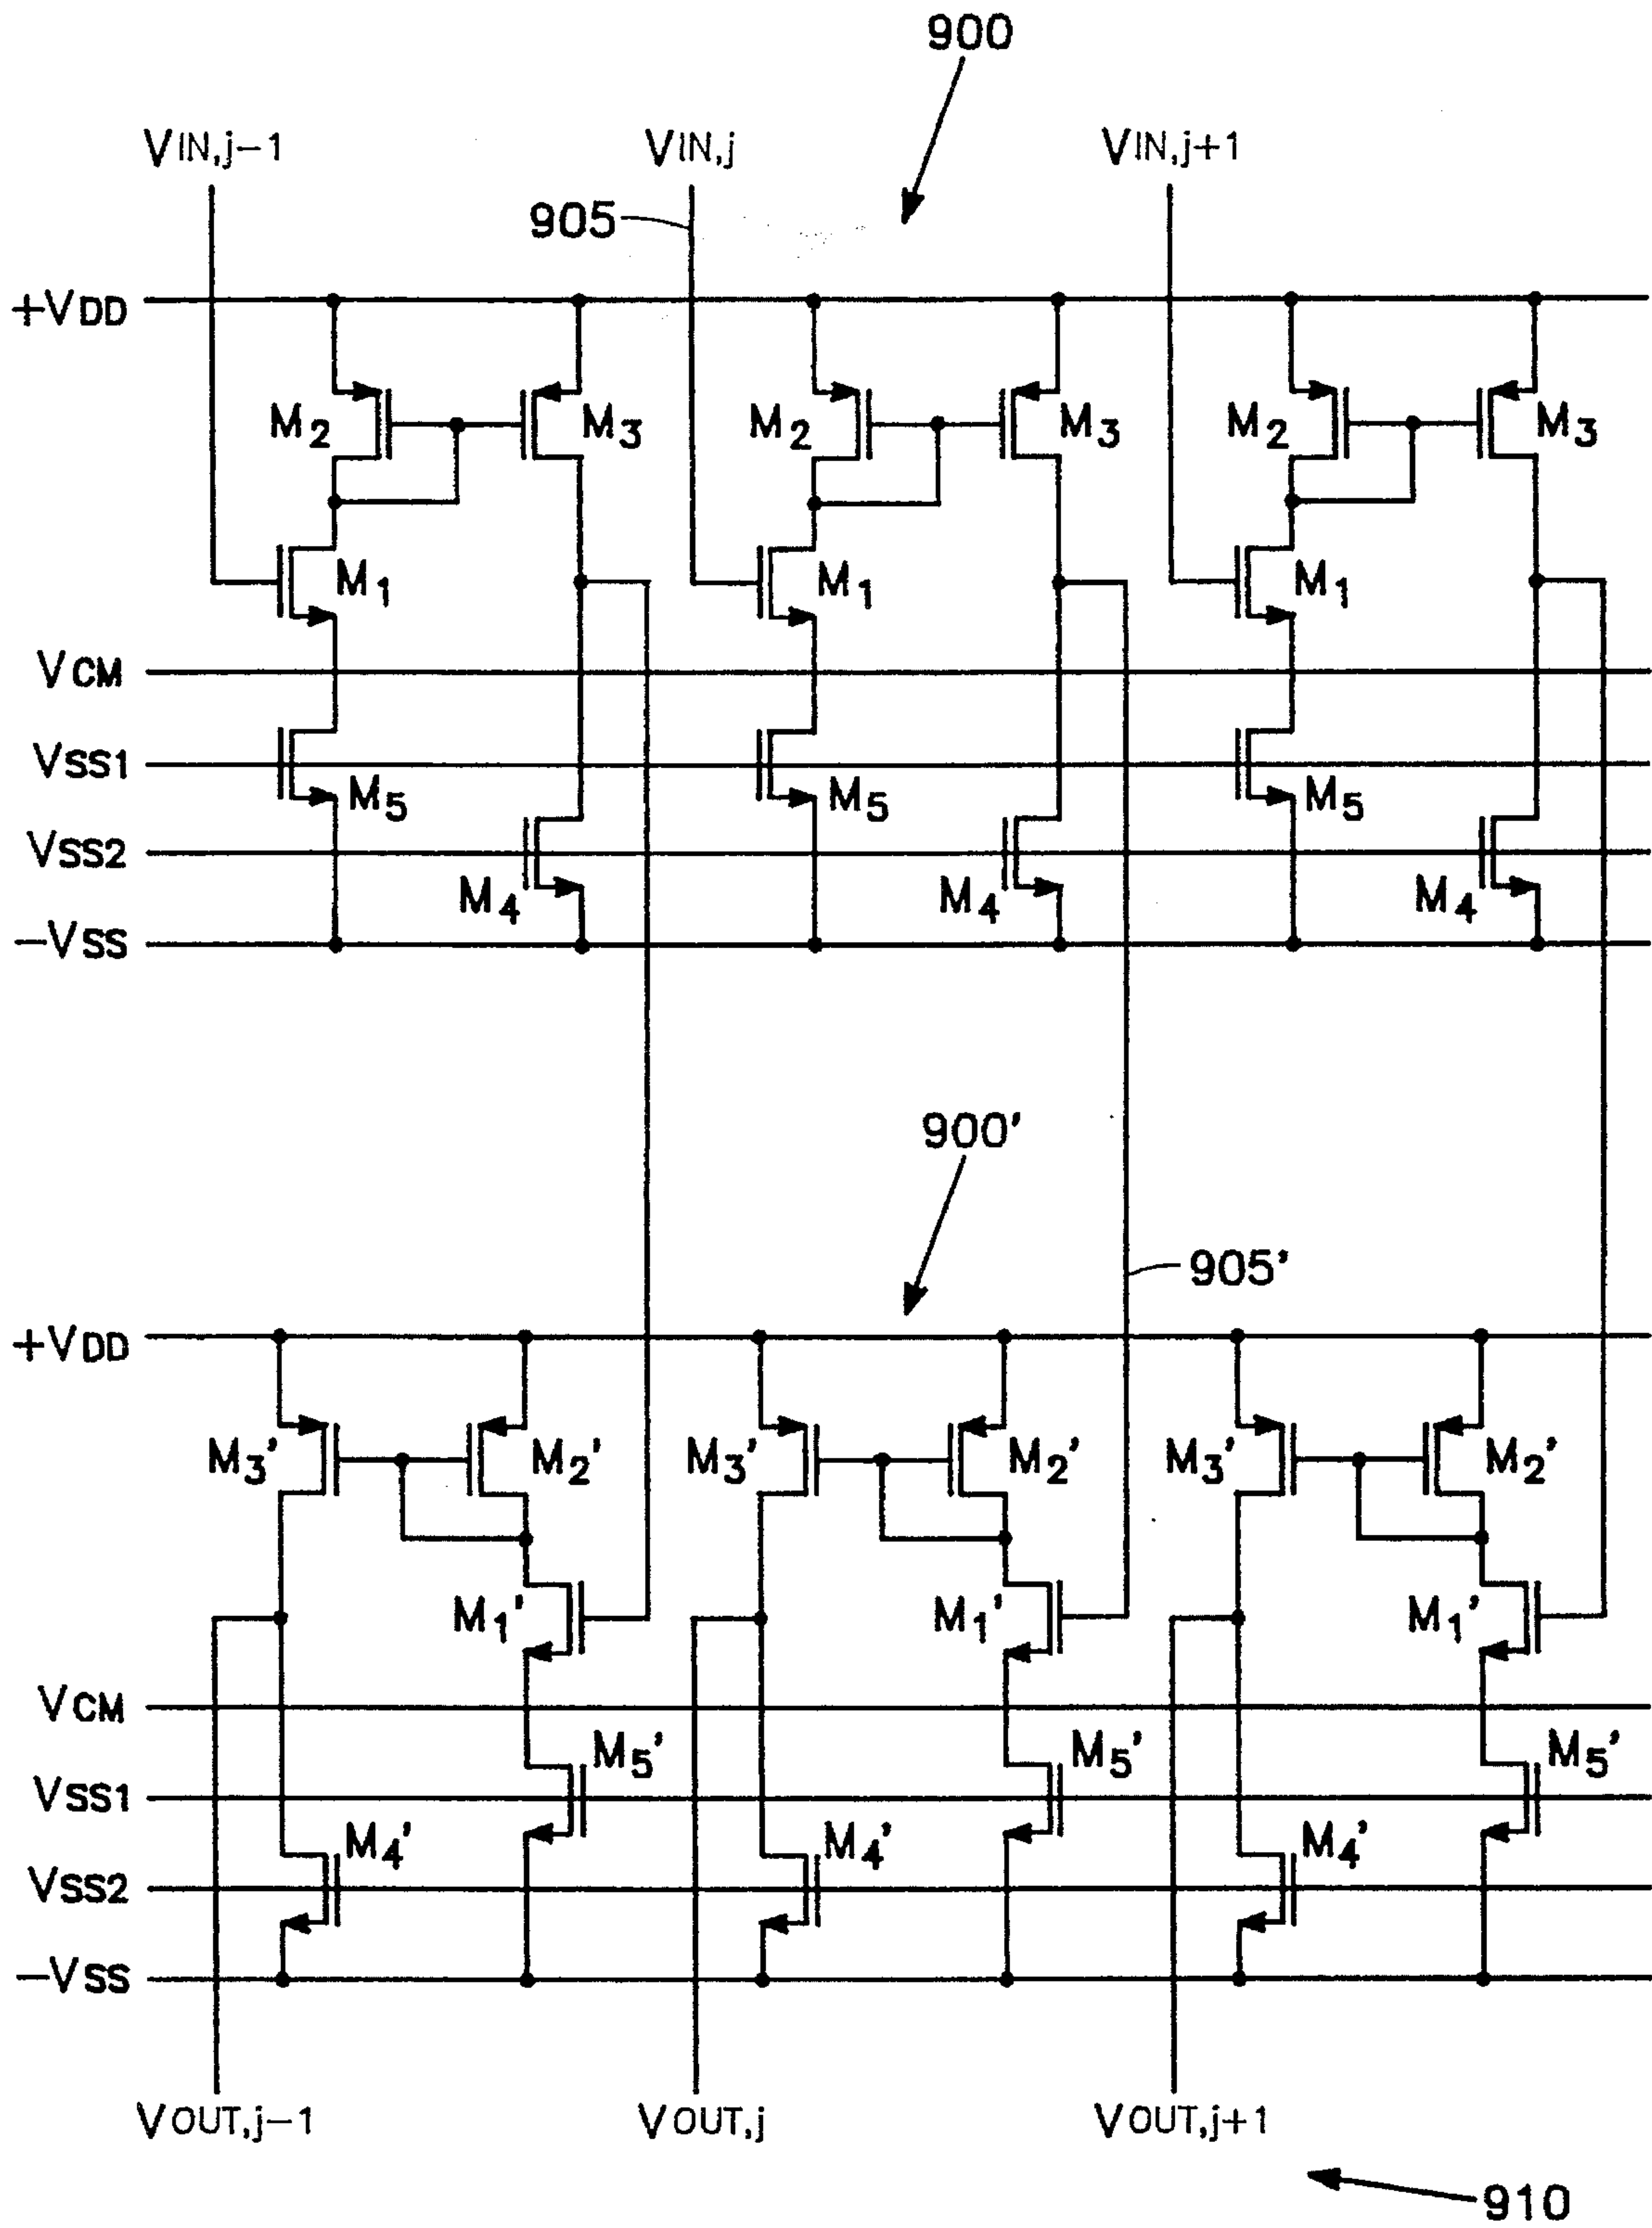 900
VIN,j-1 VIN,j VIN,j+1
905
+VDD
M2 M3 M2 M3 M2 M3
M1 M1 M1
VCM
VSS1
M5 M5 M5
VSS2
M4 M4 M4
-VSS
900'
905'
+VDD
M3' M2' M3' M2' M3' M2'
M1' M1' M1'
VCM
M5' M5' M5'
VSS1
M4' M4' M4'
VSS2
-VSS
VOUT,j-1 VOUT,j VOUT,j+1
910